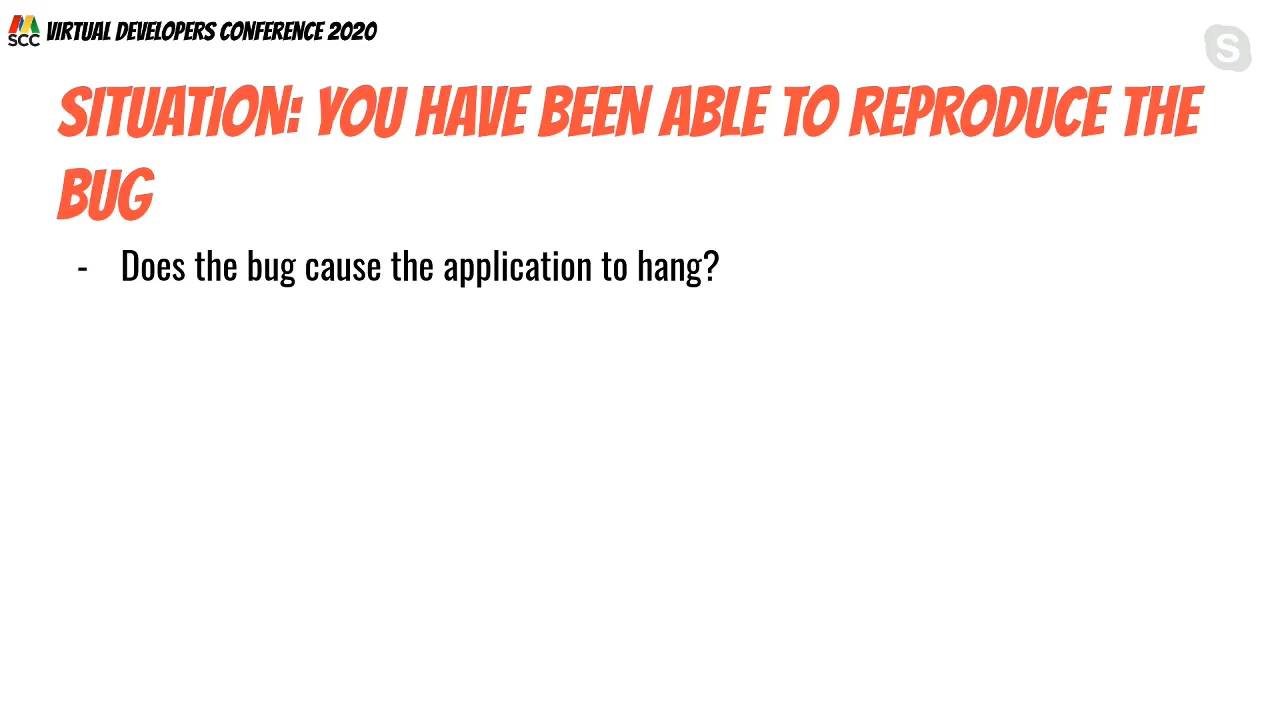 SCC VIRTUAL DEVELOPERS CONFERENCE 2020
S
SITUATION: YOU HAVE BEEN ABLE TO REPRODUCE THE
BUG
- Does the bug cause the application to hang?